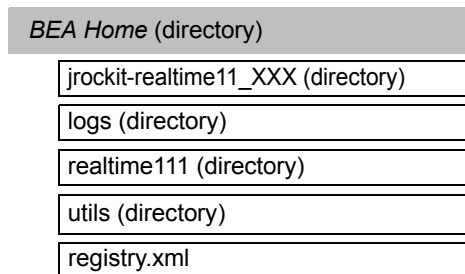 BEA Home (directory)
jrockit-realtime11_XXX (directory)
logs (directory)
realtime111 (directory)
utils (directory)
registry.xml